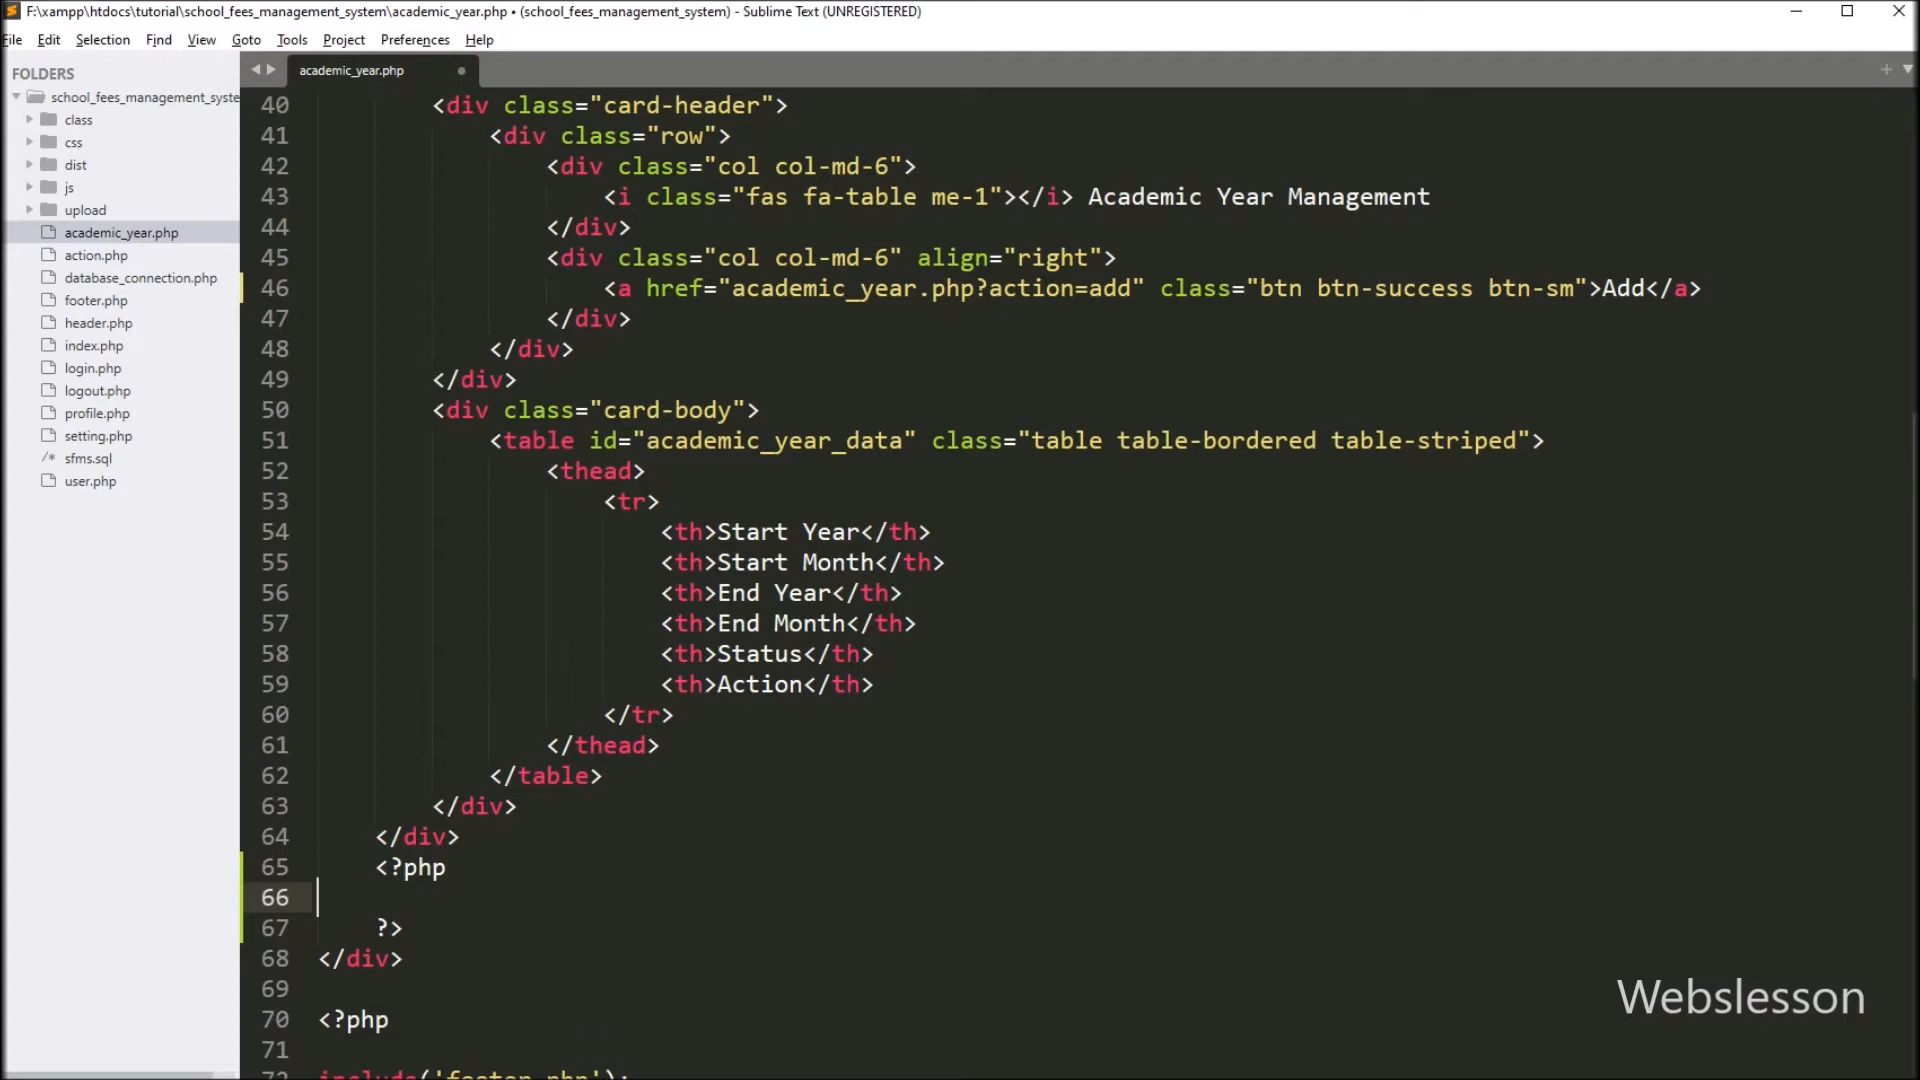 F:\xampp\htdocs\tutorial\school_fees_management_system\academic_year.php • (school_fees_management_system) - Sublime Text (UNREGISTERED)
File Edit Selection Find View Goto Tools Project Preferences Help
FOLDERS
school_fees_management_syste
class
css
dist
js
upload
academic_year.php
action.php
database_connection.php
footer.php
header.php
index.php
login.php
logout.php
profile.php
setting.php
/* sfms.sql
user.php
academic_year.php
40 <div class="card-header">
41 <div class="row">
42 <div class="col col-md-6">
43 <i class="fas fa-table me-1"></i> Academic Year Management
44 </div>
45 <div class="col col-md-6" align="right">
46 <a href="academic_year.php?action=add" class="btn btn-success btn-sm">Add</a>
47 </div>
48 </div>
49 </div>
50 <div class="card-body">
51 <table id="academic_year_data" class="table table-bordered table-striped">
52 <thead>
53 <tr>
54 <th>Start Year</th>
55 <th>Start Month</th>
56 <th>End Year</th>
57 <th>End Month</th>
58 <th>Status</th>
59 <th>Action</th>
60 </tr>
61 </thead>
62 </table>
63 </div>
64 </div>
65 <?php
66
67 ?>
68 </div>
69
70 <?php
71
72 include('footer.php');
Webslesson